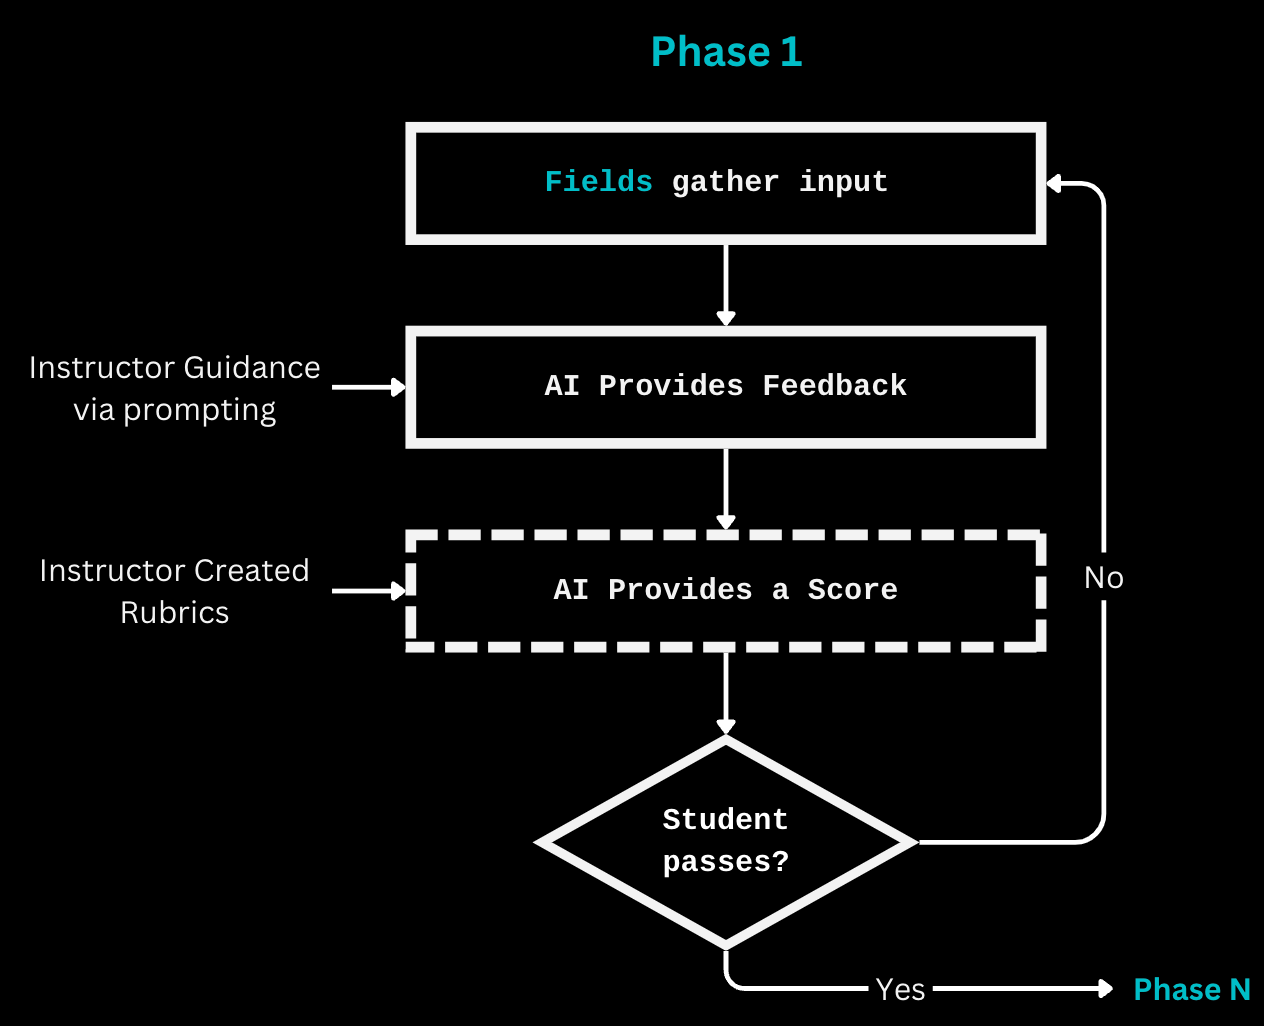 Phase 1
Fields gather input
Instructor Guidance
via prompting
AI Provides Feedback
Instructor Created
Rubrics
AI Provides a Score
No
Student
passes?
Yes
Phase N